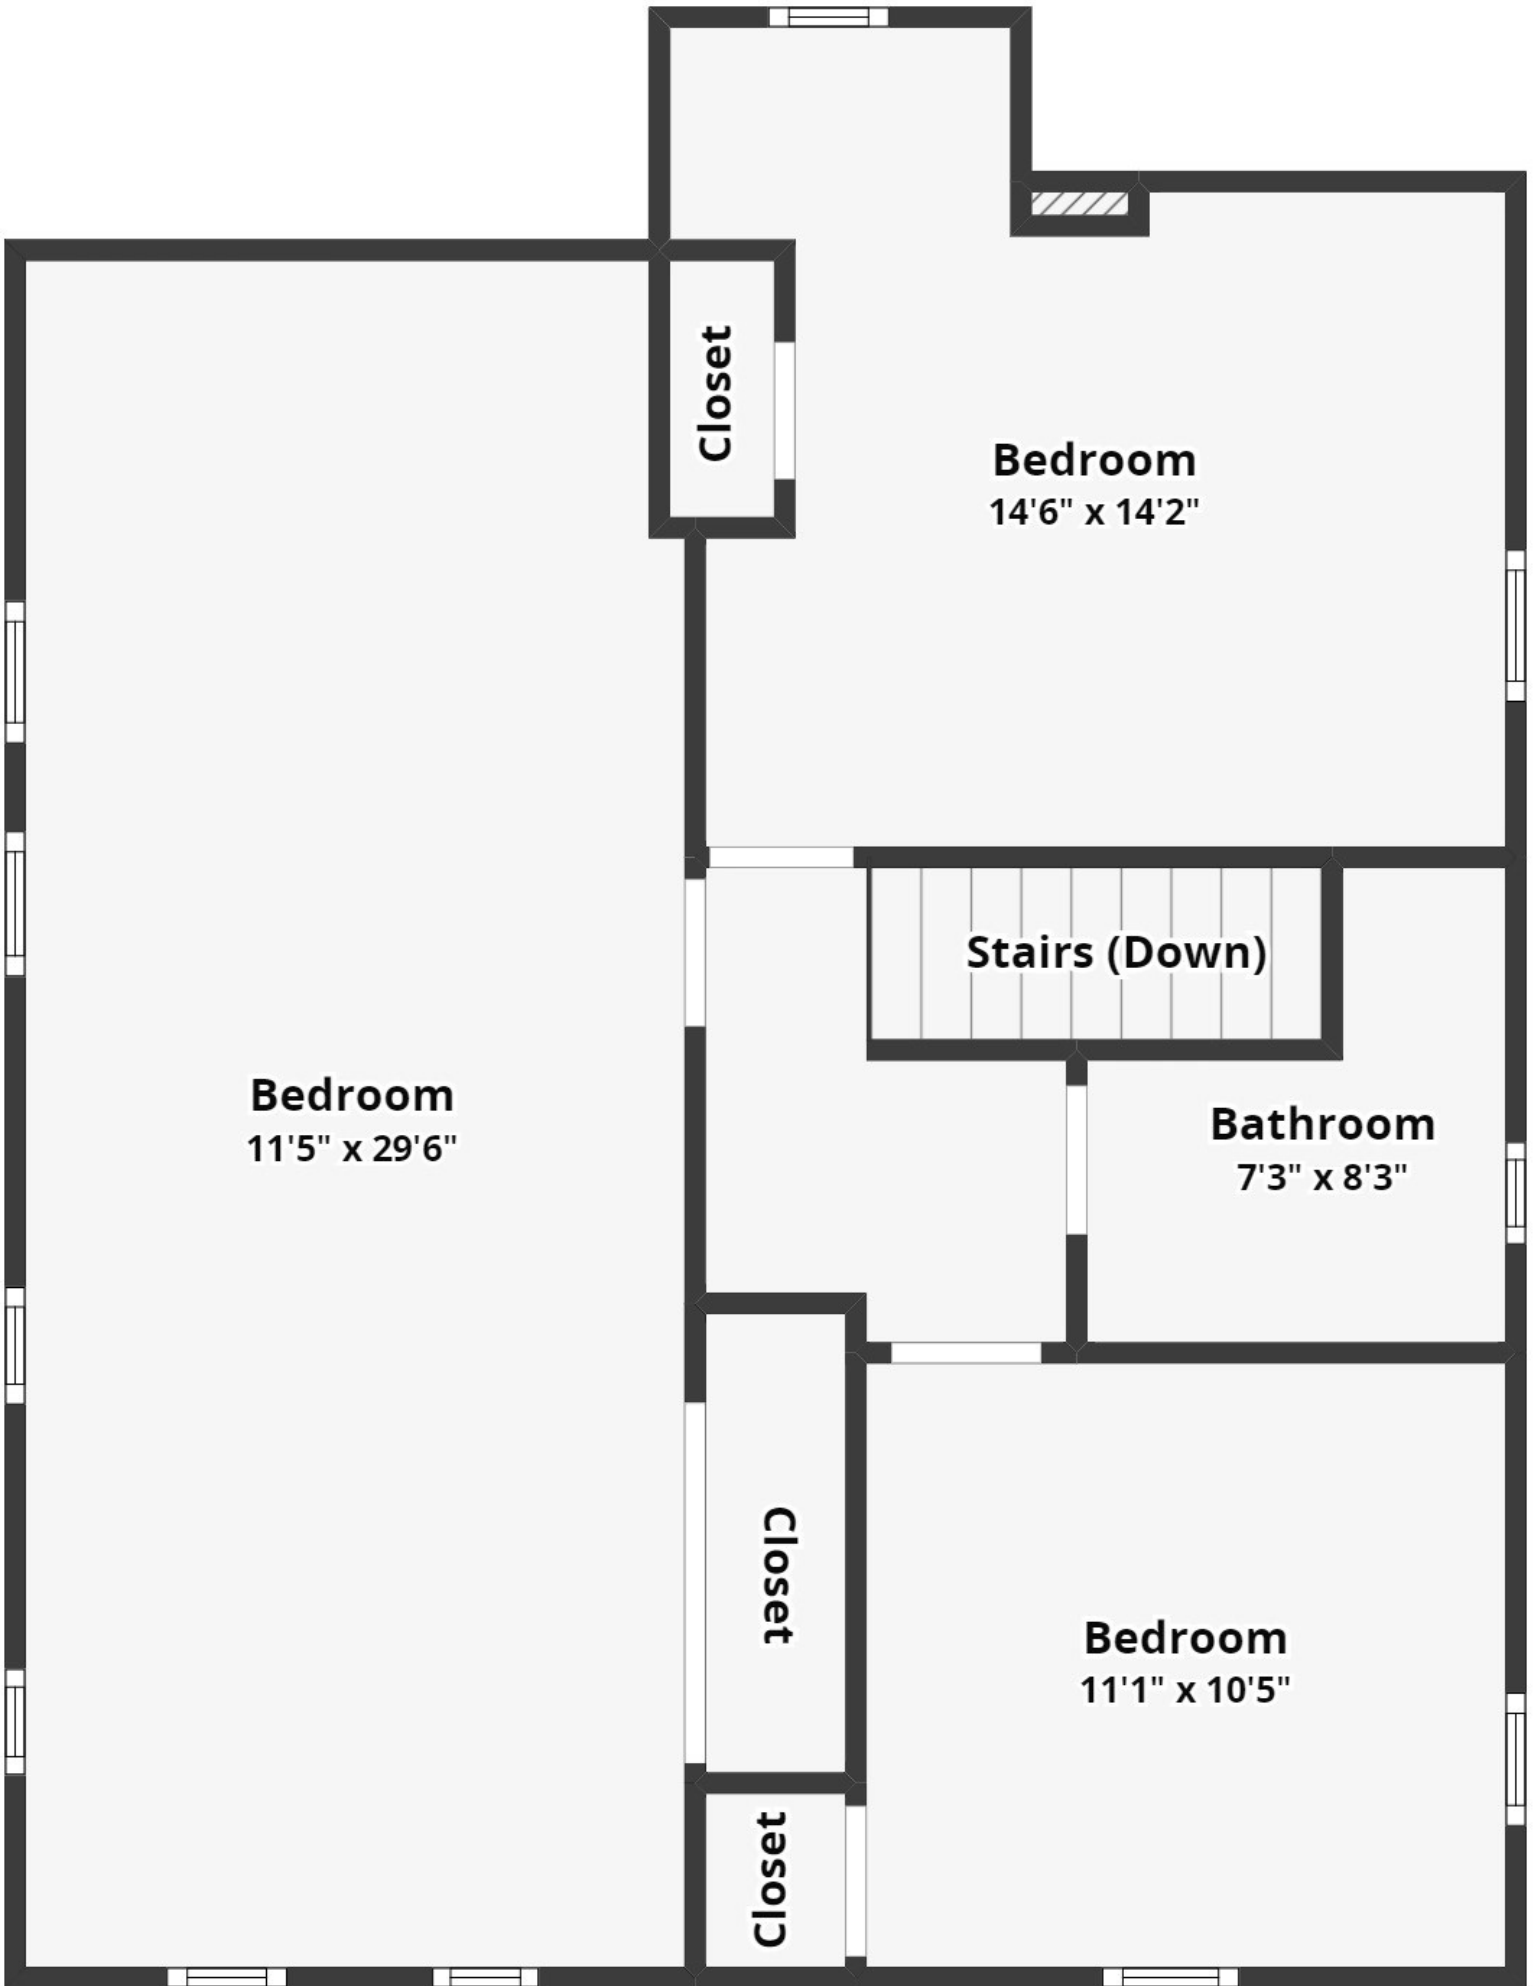 Closet
Bedroom
14'6" x 14'2"
Stairs (Down)
Bedroom
11'5" x 29'6"
Bathroom
7'3" x 8'3"
Closet
Bedroom
11'1" x 10'5"
Closet